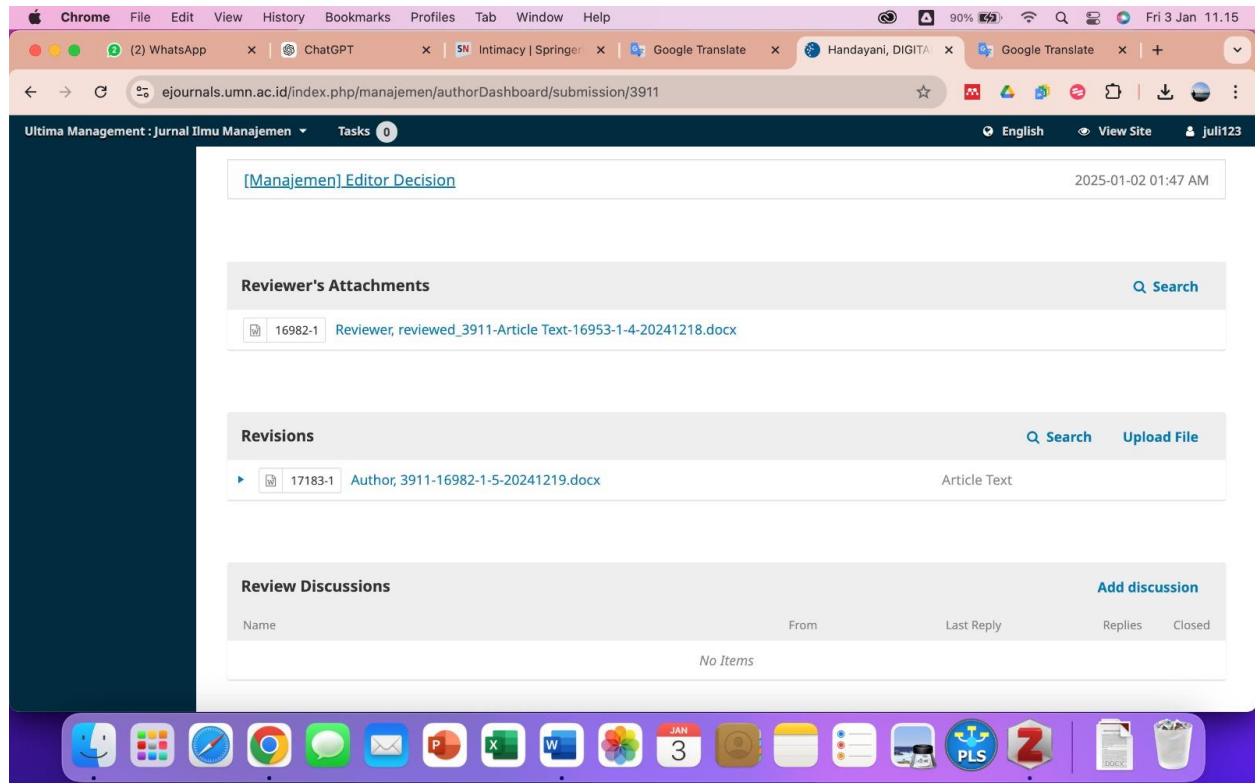 Chrome File Edit View History Bookmarks Profiles Tab Window Help 90% Fri 3 Jan 11.15
(2) WhatsApp ChatGPT Intimacy | Springer Google Translate Handayani, DIGITA Google Translate
ejournals.umn.ac.id/index.php/manajemen/authorDashboard/submission/3911
Ultima Management : Jurnal Ilmu Manajemen Tasks 0 English View Site juli123
[Manajemen] Editor Decision 2025-01-02 01:47 AM
Reviewer's Attachments Search
16982-1 Reviewer, reviewed_3911-Article Text-16953-1-4-20241218.docx
Revisions Search Upload File
17183-1 Author, 3911-16982-1-5-20241219.docx Article Text
Review Discussions Add discussion
Name From Last Reply Replies Closed
No Items
JAN
3
PLS
Z
DOCX